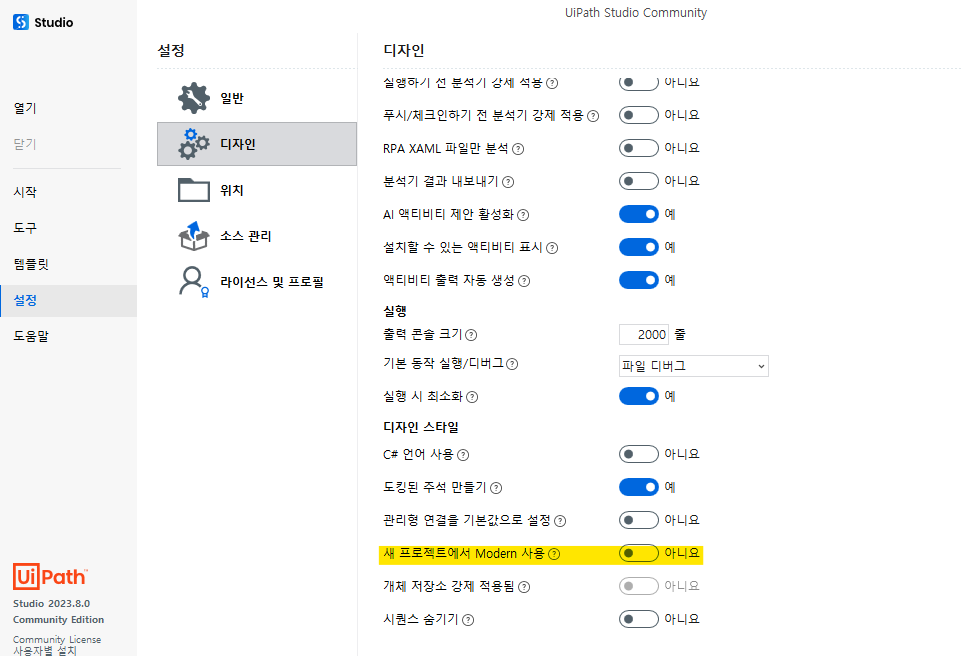 UiPath Studio Community
Studio
열기
닫기
시작
도구
템플릿
설정
도움말
UiPath™
Studio 2023.8.0
Community Edition
Community License
사용자별 설치
설정
일반
디자인
위치
소스 관리
라이선스 및 프로필
디자인
실행하기 전 분석기 강제 적용 ? 아니요
푸시/체크인하기 전 분석기 강제 적용 ? 아니요
RPA XAML 파일만 분석 ? 아니요
분석기 결과 내보내기 ? 아니요
AI 액티비티 제안 활성화 ? 예
설치할 수 있는 액티비티 표시 ? 예
액티비티 출력 자동 생성 ? 예
실행
출력 콘솔 크기 ? 2000 줄
기본 동작 실행/디버그 ? 파일 디버그
실행 시 최소화 ? 예
디자인 스타일
C# 언어 사용 ? 아니요
도킹된 주석 만들기 ? 예
관리형 연결을 기본값으로 설정 ? 아니요
새 프로젝트에서 Modern 사용 ? 아니요
개체 저장소 강제 적용됨 ? 아니요
시퀀스 숨기기 ? 아니요